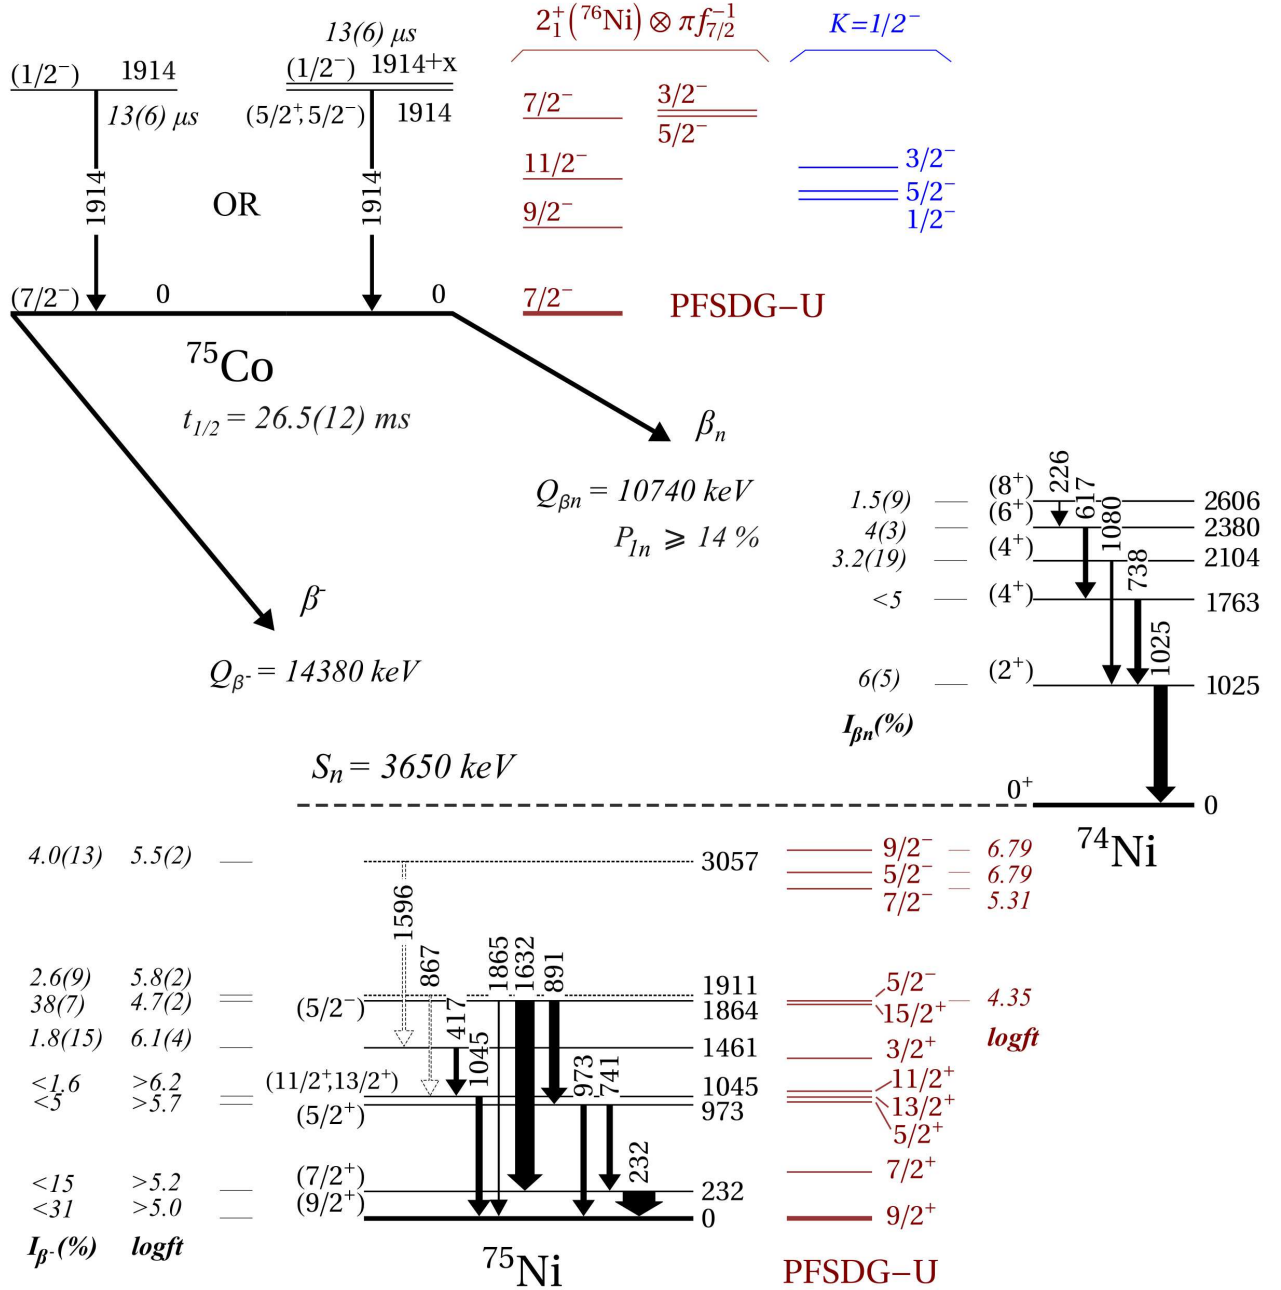 13(6) μs
(1/2⁻) 1914
(1/2⁻) 1914+x
13(6) μs
(5/2⁺,5/2⁻) 1914
1914
OR
1914
(7/2⁻) 0
0
⁷⁵Co
t₁/₂ = 26.5(12) ms
2₁⁺(⁷⁶Ni) ⊗ πf₇/₂⁻¹
K=1/2⁻
7/2⁻
3/2⁻
5/2⁻
11/2⁻
9/2⁻
7/2⁻
3/2⁻
5/2⁻
1/2⁻
PFSDG–U
βₙ
Q_βn = 10740 keV
P₁ₙ ⩾ 14 %
β⁻
Q_β⁻ = 14380 keV
226
617
1080
738
1025
1.5(9) (8⁺) 2606
4(3) (6⁺) 2380
3.2(19) (4⁺) 2104
<5 (4⁺) 1763
6(5) (2⁺) 1025
I_βn(%)
0⁺ 0
⁷⁴Ni
Sₙ = 3650 keV
4.0(13) 5.5(2) 3057
1596
867
417
1045
1865
1632
891
973
741
232
2.6(9) 5.8(2) 1911
38(7) 4.7(2) (5/2⁻) 1864
1.8(15) 6.1(4) 1461
<1.6 >6.2 (11/2⁺,13/2⁺) 1045
<5 >5.7 (5/2⁺) 973
<15 >5.2 (7/2⁺) 232
<31 >5.0 (9/2⁺) 0
I_β⁻(%) logft
⁷⁵Ni
9/2⁻ 6.79
5/2⁻ 6.79
7/2⁻ 5.31
5/2⁻
4.35
15/2⁺
logft
3/2⁺
11/2⁺
13/2⁺
5/2⁺
7/2⁺
9/2⁺
PFSDG–U